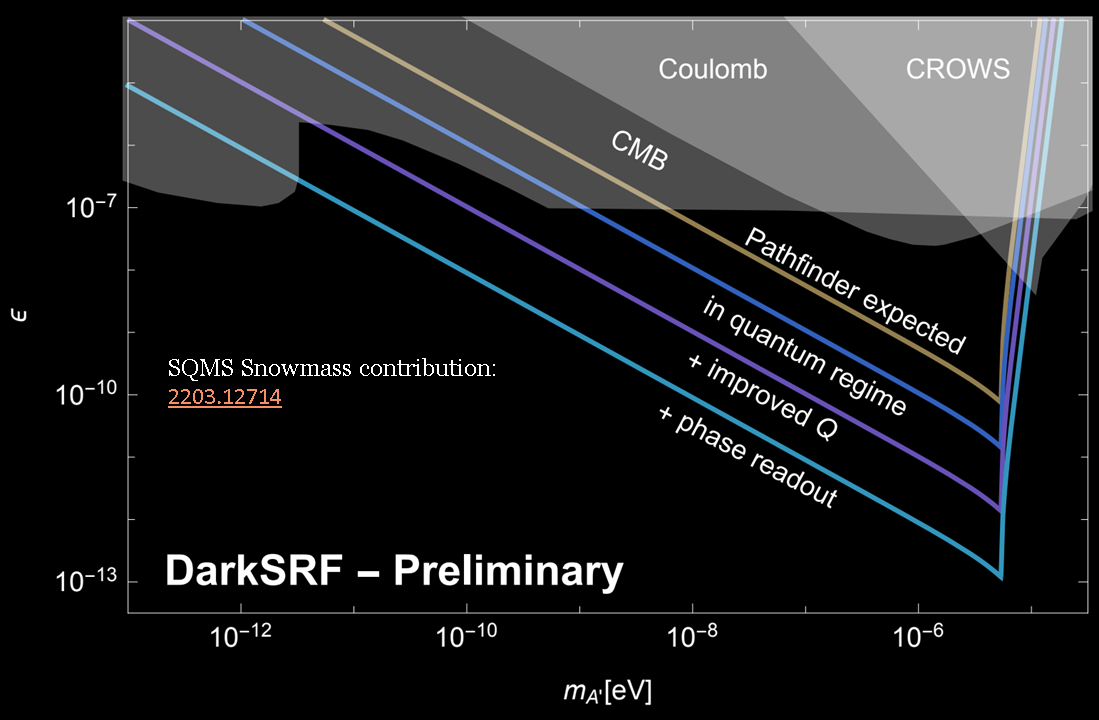 Coulomb
CROWS
CMB
10⁻⁷
Pathfinder expected
ϵ
in quantum regime
SQMS Snowmass contribution:
+ improved Q
10⁻¹⁰
2203.12714
+ phase readout
DarkSRF – Preliminary
10⁻¹³
10⁻¹² 10⁻¹⁰ 10⁻⁸ 10⁻⁶
m_A'[eV]